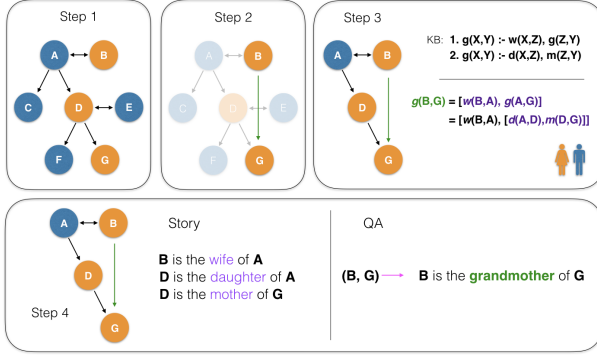 Step 1
A
B
C
D
E
F
G
Step 2
A
B
C
D
E
F
G
Step 3
A
B
D
G
KB: 1. g(X,Y) :- w(X,Z), g(Z,Y)
2. g(X,Y) :- d(X,Z), m(Z,Y)
g(B,G) = [w(B,A), g(A,G)]
= [w(B,A), [d(A,D),m(D,G)]]
A
B
D
G
Step 4
Story
B is the wife of A
D is the daughter of A
D is the mother of G
QA
(B, G) B is the grandmother of G